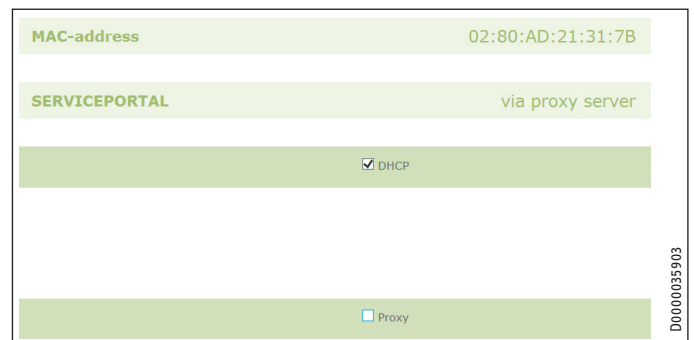 MAC-address 02:80:AD:21:31:7B
SERVICEPORTAL via proxy server
DHCP
Proxy
D0000035903